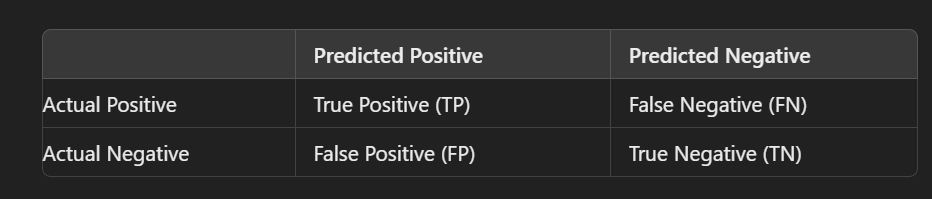 Predicted Positive Predicted Negative
Actual Positive True Positive (TP) False Negative (FN)
Actual Negative False Positive (FP) True Negative (TN)